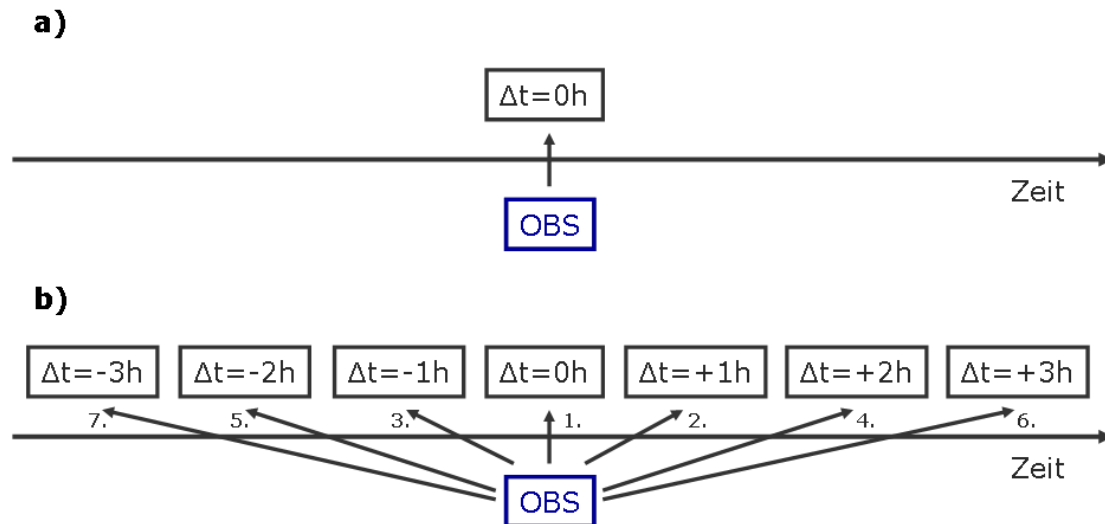 a)
Δt=0h
Zeit
OBS
b)
Δt=-3h Δt=-2h Δt=-1h Δt=0h Δt=+1h Δt=+2h Δt=+3h
7. 5. 3. 1. 2. 4. 6.
Zeit
OBS